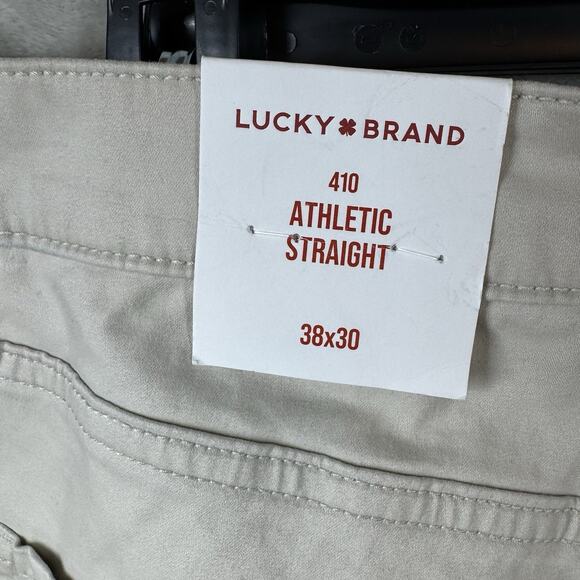 LUCKY BRAND
410
ATHLETIC
STRAIGHT
38x30